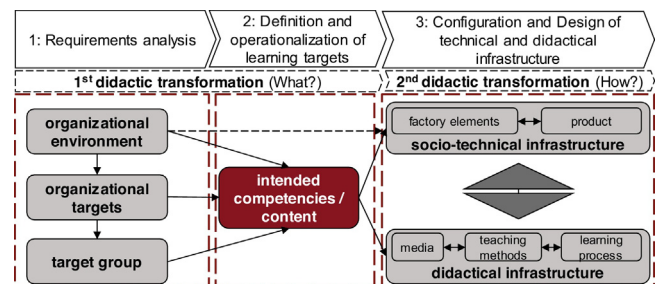 1: Requirements analysis
2: Definition and
operationalization of
learning targets
3: Configuration and Design of
technical and didactical
infrastructure
1st didactic transformation (What?)
2nd didactic transformation (How?)
organizational
environment
organizational
targets
target group
intended
competencies /
content
factory elements
product
socio-technical infrastructure
media
teaching
methods
learning
process
didactical infrastructure